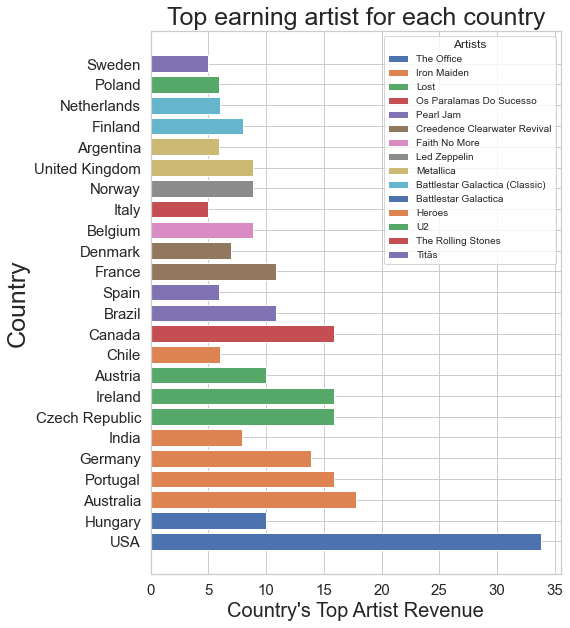 Top earning artist for each country
Artists
The Office
Iron Maiden
Lost
Os Paralamas Do Sucesso
Pearl Jam
Creedence Clearwater Revival
Faith No More
Led Zeppelin
Metallica
Battlestar Galactica (Classic)
Battlestar Galactica
Heroes
U2
The Rolling Stones
Titãs
Country
Sweden
Poland
Netherlands
Finland
Argentina
United Kingdom
Norway
Italy
Belgium
Denmark
France
Spain
Brazil
Canada
Chile
Austria
Ireland
Czech Republic
India
Germany
Portugal
Australia
Hungary
USA
0 5 10 15 20 25 30 35
Country's Top Artist Revenue